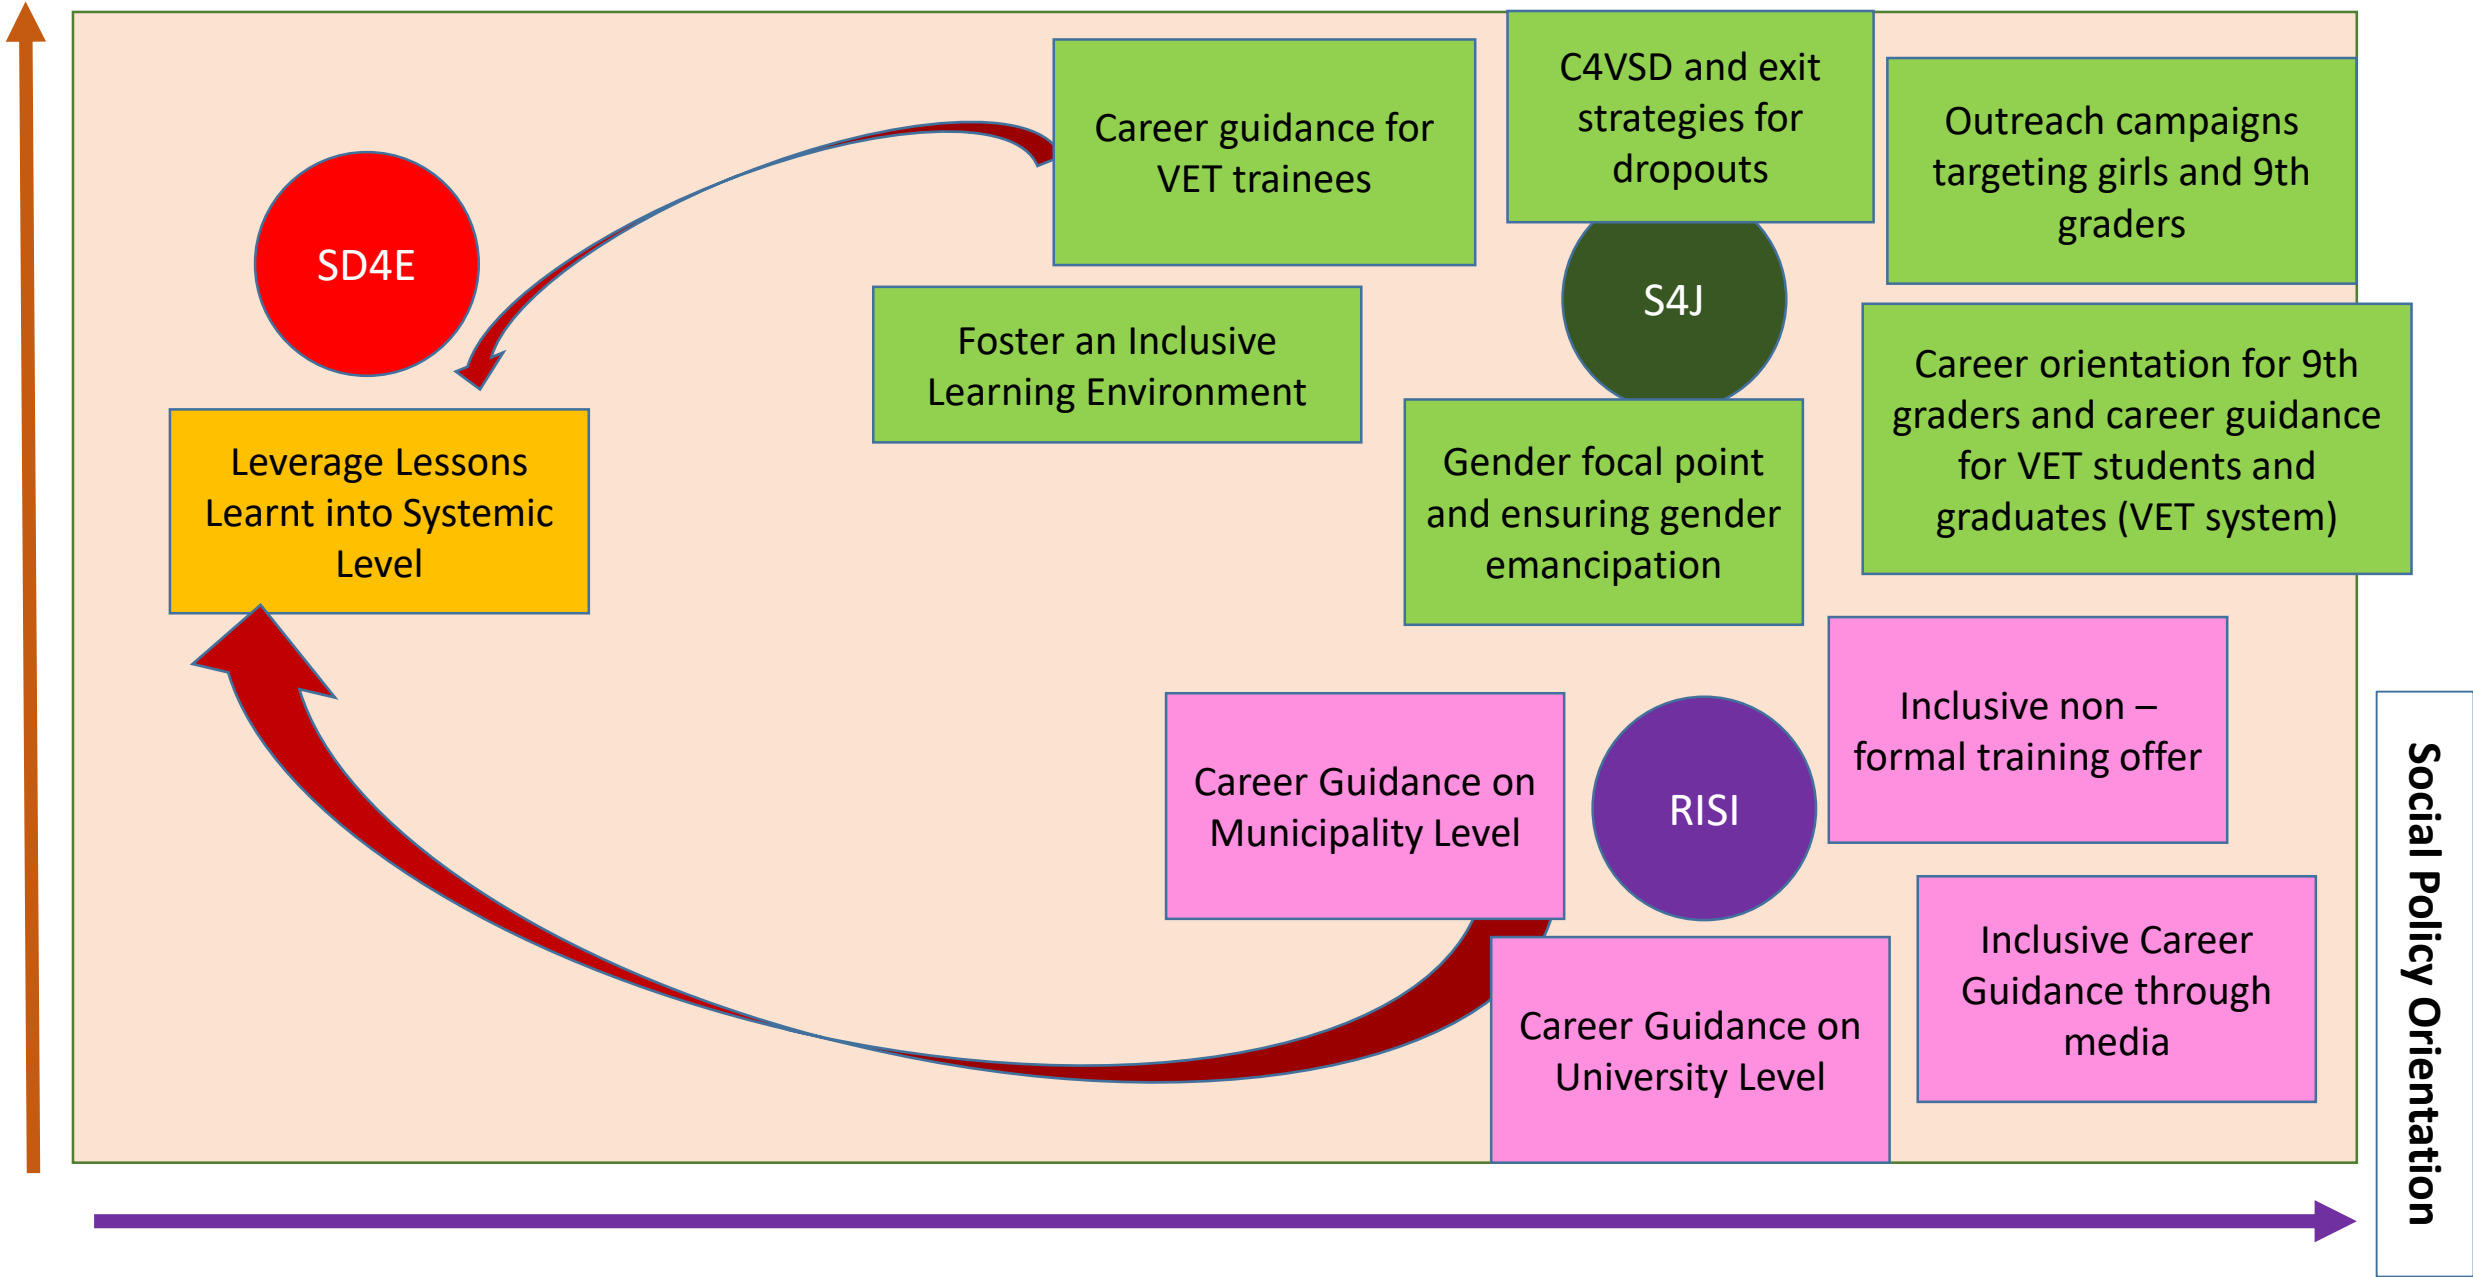 SD4E
Leverage Lessons
Learnt into Systemic
Level
Career guidance for
VET trainees
Foster an Inclusive
Learning Environment
C4VSD and exit
strategies for
dropouts
S4J
Outreach campaigns
targeting girls and 9th
graders
Career orientation for 9th
graders and career guidance
for VET students and
graduates (VET system)
Gender focal point
and ensuring gender
emancipation
Career Guidance on
Municipality Level
RISI
Inclusive non –
formal training offer
Career Guidance on
University Level
Inclusive Career
Guidance through
media
Social Policy Orientation